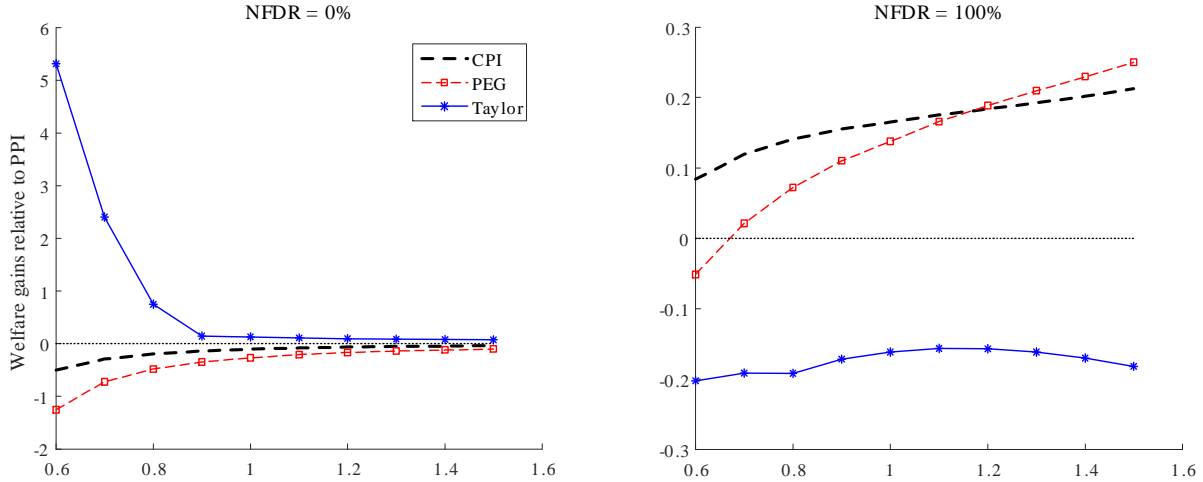 NFDR = 0%
Welfare gains relative to PPI
6
5
4
3
2
1
0
-1
-2
0.6 0.8 1 1.2 1.4 1.6
CPI
PEG
Taylor
NFDR = 100%
0.3
0.2
0.1
0
-0.1
-0.2
-0.3
0.6 0.8 1 1.2 1.4 1.6